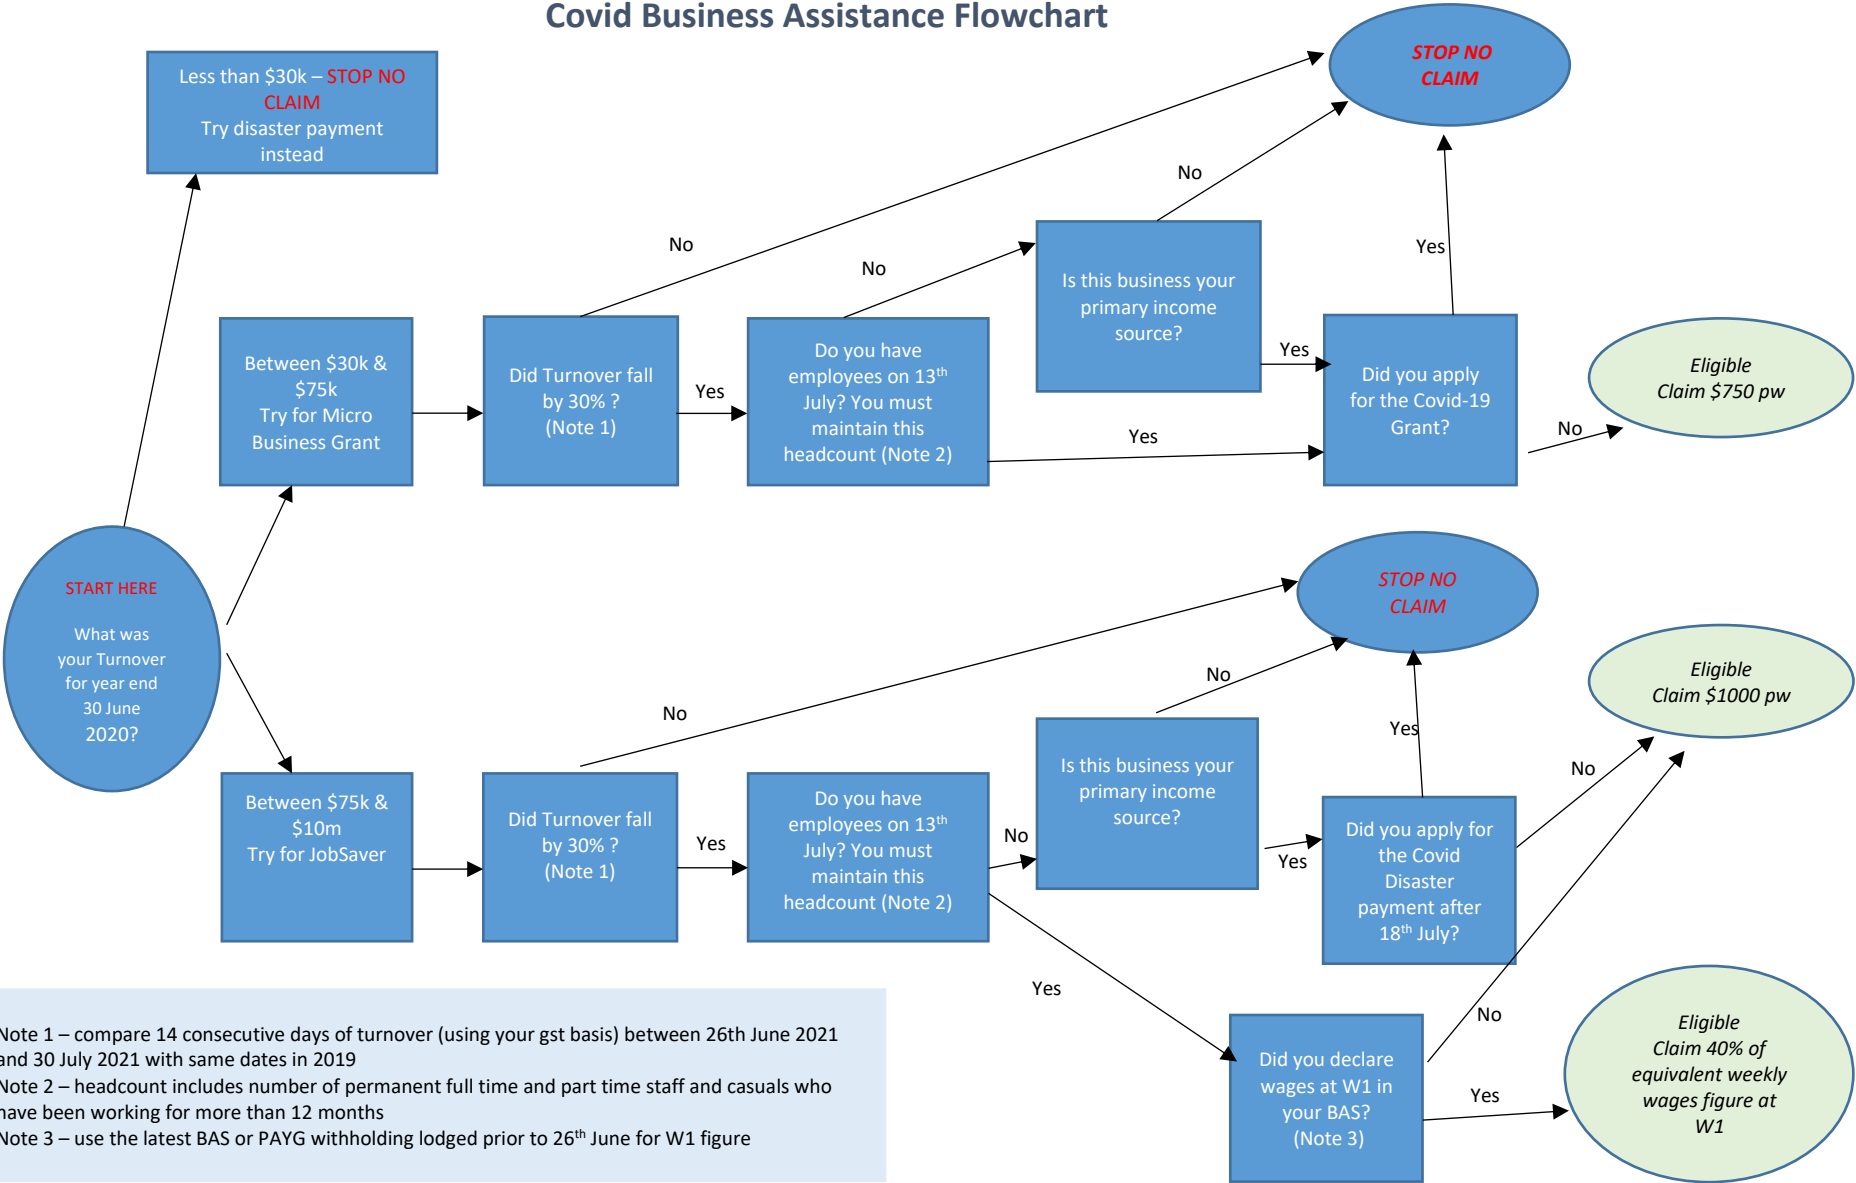 Covid Business Assistance Flowchart
STOP NO
CLAIM
Less than $30k – STOP NO
CLAIM
Try disaster payment
instead
No
No
No
Yes
Is this business your
primary income
source?
Between $30k &
$75k
Try for Micro
Business Grant
Did Turnover fall
by 30% ?
(Note 1)
Yes
Do you have
employees on 13th
July? You must
maintain this
headcount (Note 2)
Yes
Yes
Did you apply
for the Covid-19
Grant?
No
Eligible
Claim $750 pw
START HERE
What was
your Turnover
for year end
30 June
2020?
STOP NO
CLAIM
No
No
Yes
Eligible
Claim $1000 pw
Between $75k &
$10m
Try for JobSaver
Did Turnover fall
by 30% ?
(Note 1)
Yes
Do you have
employees on 13th
July? You must
maintain this
headcount (Note 2)
No
Is this business your
primary income
source?
Yes
Did you apply for
the Covid
Disaster
payment after
18th July?
No
Yes
No
Did you declare
wages at W1 in
your BAS?
(Note 3)
Yes
Eligible
Claim 40% of
equivalent weekly
wages figure at
W1
Note 1 – compare 14 consecutive days of turnover (using your gst basis) between 26th June 2021
and 30 July 2021 with same dates in 2019
Note 2 – headcount includes number of permanent full time and part time staff and casuals who
have been working for more than 12 months
Note 3 – use the latest BAS or PAYG withholding lodged prior to 26th June for W1 figure